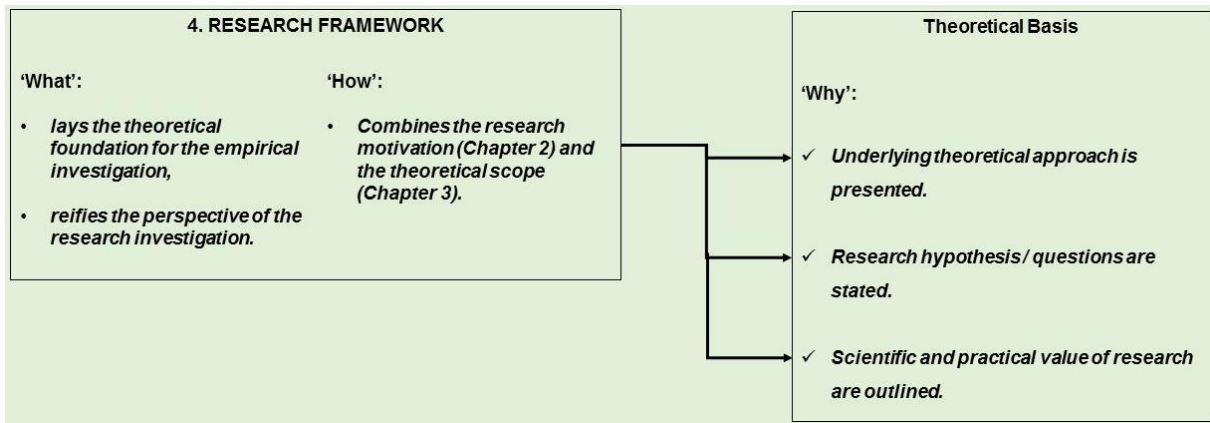 4. RESEARCH FRAMEWORK
‘What’:
• lays the theoretical
foundation for the empirical
investigation,
• reifies the perspective of the
research investigation.
‘How’:
• Combines the research
motivation (Chapter 2) and
the theoretical scope
(Chapter 3).
Theoretical Basis
‘Why’:
✓ Underlying theoretical approach is
presented.
✓ Research hypothesis / questions are
stated.
✓ Scientific and practical value of research
are outlined.